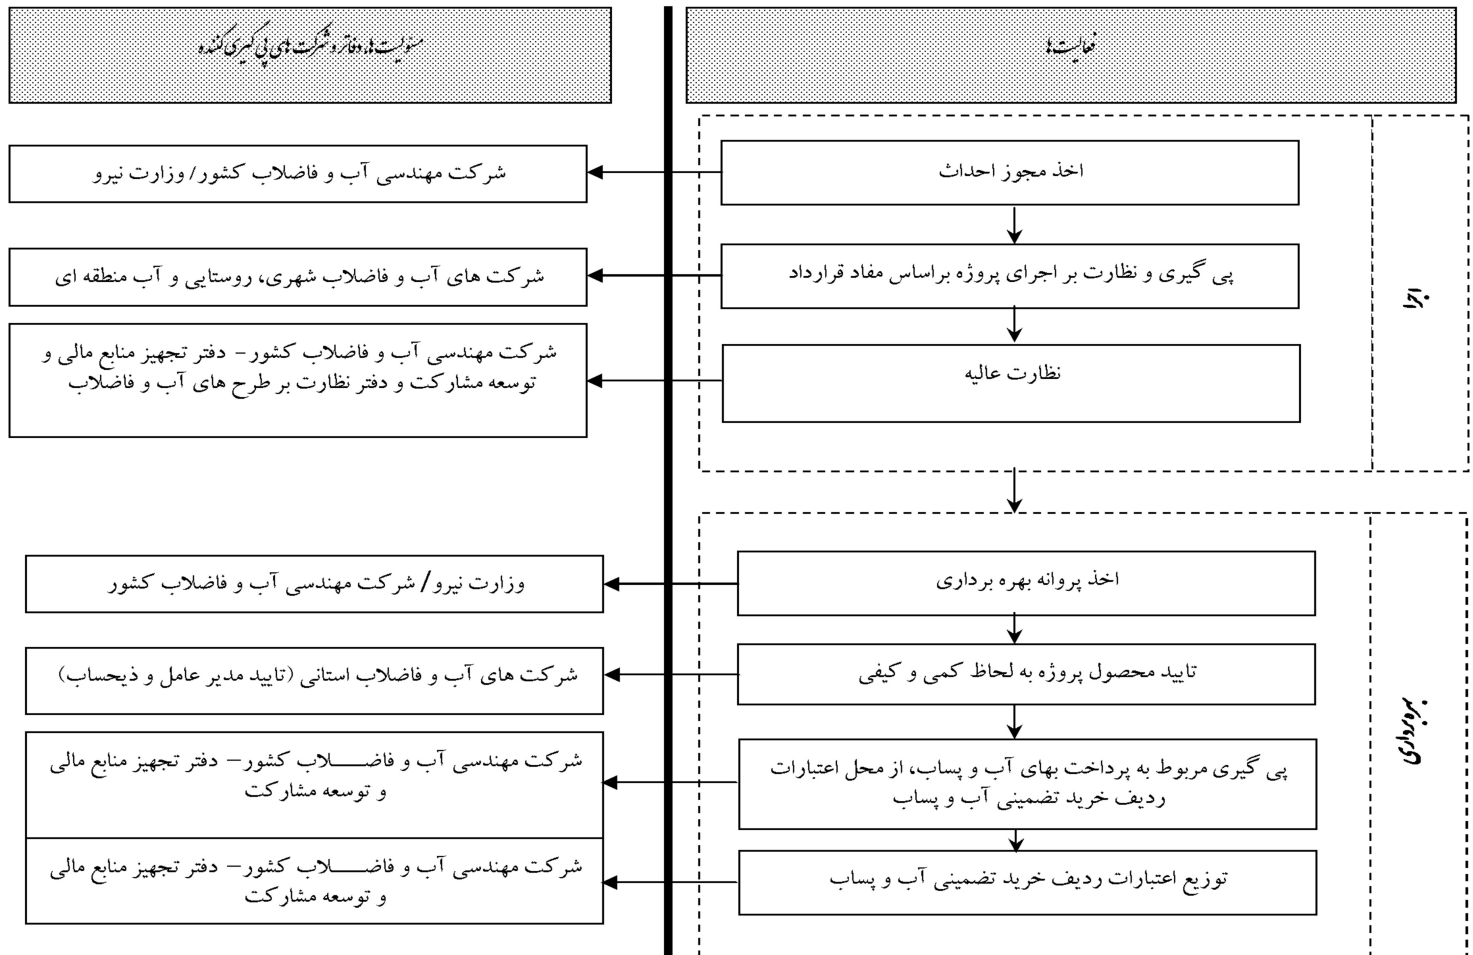 فعالیت‌ها
مسئولیت‌ها، دفاتر و شرکت‌های پی گیری کننده
اجرا
اخذ مجوز احداث
شرکت مهندسی آب و فاضلاب کشور/ وزارت نیرو
پی گیری و نظارت بر اجرای پروژه براساس مفاد قرارداد
شرکت های آب و فاضلاب شهری، روستایی و آب منطقه ای
نظارت عالیه
شرکت مهندسی آب و فاضلاب کشور- دفتر تجهیز منابع مالی و
توسعه مشارکت و دفتر نظارت بر طرح های آب و فاضلاب
بهره‌برداری
اخذ پروانه بهره برداری
وزارت نیرو/ شرکت مهندسی آب و فاضلاب کشور
تایید محصول پروژه به لحاظ کمی و کیفی
شرکت های آب و فاضلاب استانی (تایید مدیر عامل و ذیحساب)
پی گیری مربوط به پرداخت بهای آب و پساب، از محل اعتبارات
ردیف خرید تضمینی آب و پساب
شرکت مهندسی آب و فاضـــــلاب کشور– دفتر تجهیز منابع مالی
و توسعه مشارکت
توزیع اعتبارات ردیف خرید تضمینی آب و پساب
شرکت مهندسی آب و فاضـــــلاب کشور– دفتر تجهیز منابع مالی
و توسعه مشارکت